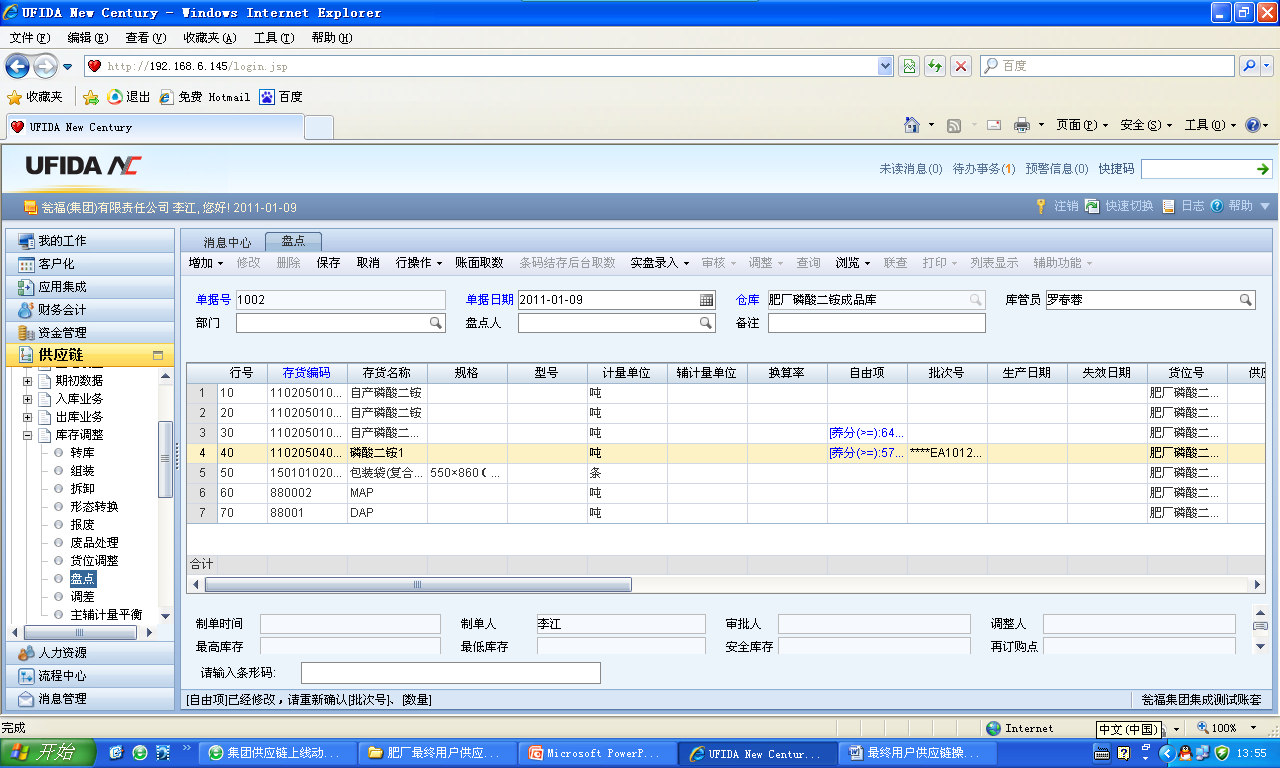 UFIDA New Century - Windows Internet Explorer
文件(F) 编辑(E) 查看(V) 收藏夹(A) 工具(T) 帮助(H)
http://192.168.6.145/login.jsp 百度
收藏夹 退出 免费 Hotmail 百度
UFIDA New Century 页面(P) 安全(S) 工具(O)
UFIDA NC 未读消息(0) 待办事务(1) 预警信息(0) 快捷码
瓮福(集团)有限责任公司 李江,您好! 2011-01-09 注销 快速切换 日志 帮助
我的工作
客户化
应用集成
财务会计
资金管理
供应链
期初数据
入库业务
出库业务
库存调整
转库
组装
拆卸
形态转换
报废
废品处理
货位调整
盘点
调差
主辅计量平衡
人力资源
流程中心
消息管理
消息中心 盘点
增加 修改 删除 保存 取消 行操作 账面取数 条码结存后台取数 实盘录入 审核 调整 查询 浏览 联查 打印 列表显示 辅助功能
单据号 1002 单据日期 2011-01-09 仓库 肥厂磷酸二铵成品库 库管员 罗春蓉
部门 盘点人 备注
行号 存货编码 存货名称 规格 型号 计量单位 辅计量单位 换算率 自由项 批次号 生产日期 失效日期 货位号 供应
1 10 110205010... 自产磷酸二铵 吨 肥厂磷酸二...
2 20 110205010... 自产磷酸二铵 吨 肥厂磷酸二...
3 30 110205010... 自产磷酸二... 吨 [养分(>=):64... 肥厂磷酸二...
4 40 110205040... 磷酸二铵1 吨 [养分(>=):57... ****EA1012... 肥厂磷酸二...
5 50 150101020... 包装袋(复合... 550×860 ... 条 肥厂磷酸二...
6 60 880002 MAP 吨 肥厂磷酸二...
7 70 88001 DAP 吨 肥厂磷酸二...
合计
制单时间 制单人 李江 审批人 调整人
最高库存 最低库存 安全库存 再订购点
请输入条形码:
[自由项]已经修改，请重新确认[批次号]、[数量] 瓮福集团集成测试账套
完成 Internet 中文(中国) 100%
开始 集团供应链上线动... 肥厂最终用户供应... Microsoft PowerP... UFIDA New Centur... 最终用户供应链操... 13:55